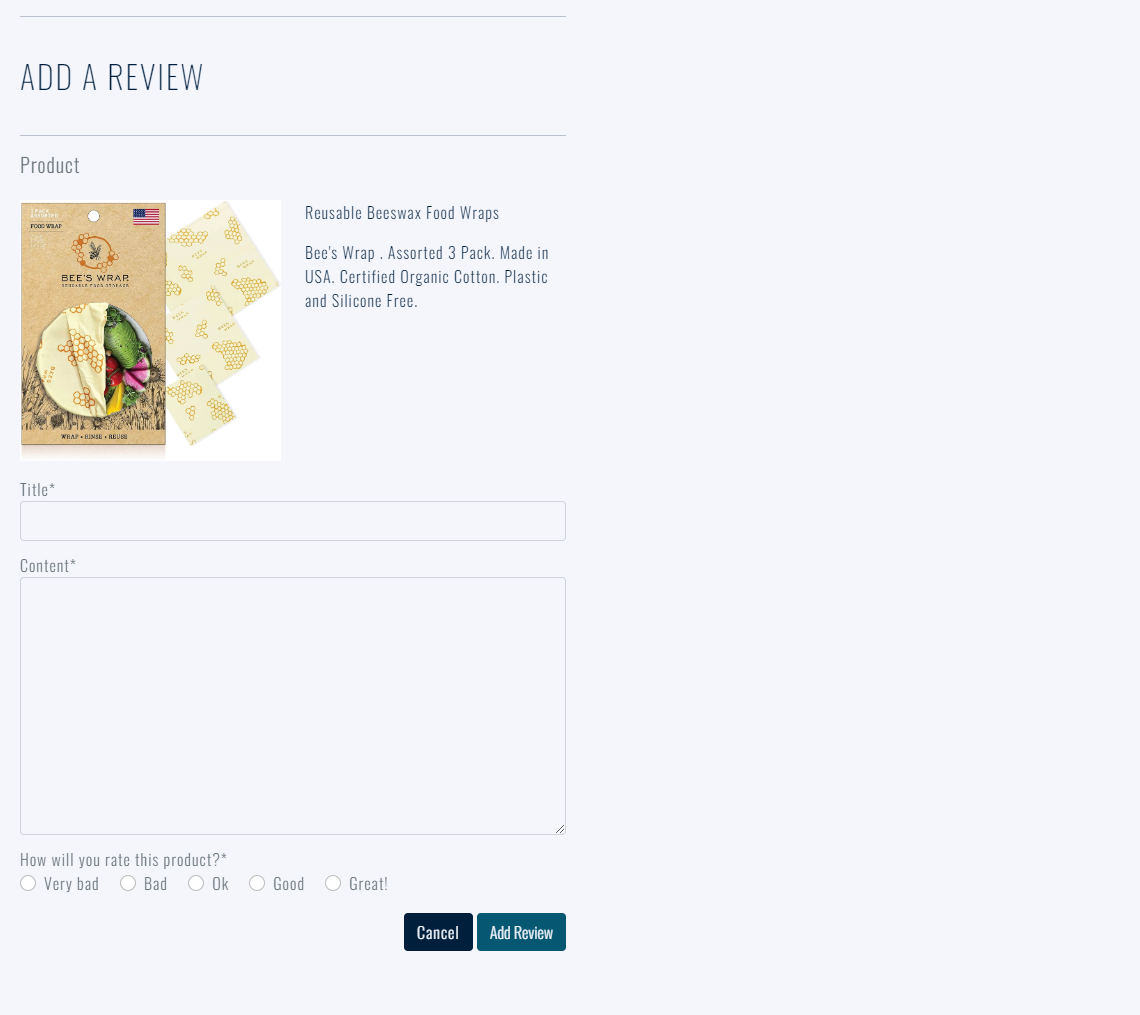 ADD A REVIEW
Product
FOOD WRAP
BEE'S WRAP
WRAP • RINSE • REUSE
Reusable Beeswax Food Wraps
Bee's Wrap . Assorted 3 Pack. Made in
USA. Certified Organic Cotton. Plastic
and Silicone Free.
Title*
Content*
How will you rate this product?*
Very bad Bad Ok Good Great!
Cancel Add Review